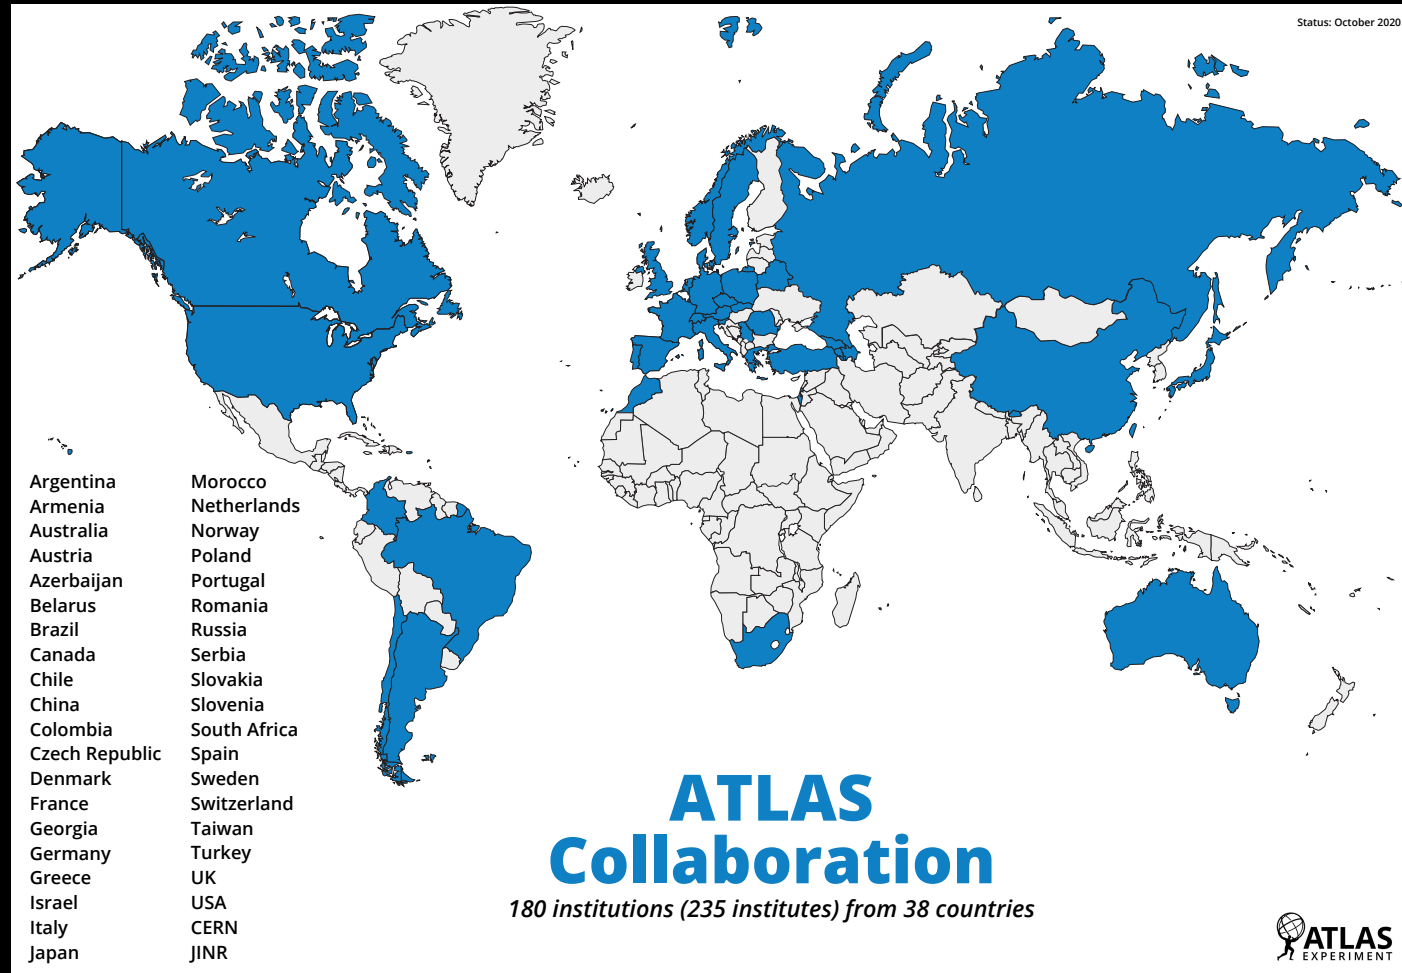 Status: October 2020
Argentina
Armenia
Australia
Austria
Azerbaijan
Belarus
Brazil
Canada
Chile
China
Colombia
Czech Republic
Denmark
France
Georgia
Germany
Greece
Israel
Italy
Japan
Morocco
Netherlands
Norway
Poland
Portugal
Romania
Russia
Serbia
Slovakia
Slovenia
South Africa
Spain
Sweden
Switzerland
Taiwan
Turkey
UK
USA
CERN
JINR
ATLAS
Collaboration
180 institutions (235 institutes) from 38 countries
ATLAS
EXPERIMENT